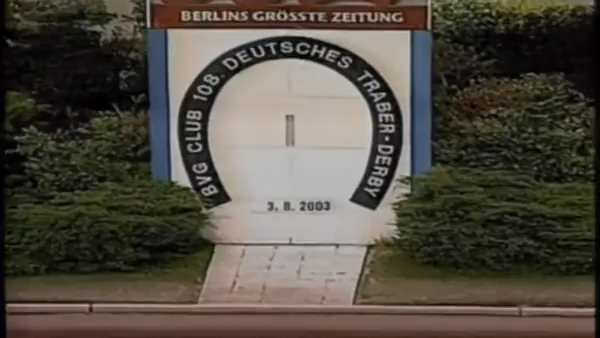 BERLINS GRÖSSTE ZEITUNG
BVG CLUB 108. DEUTSCHES TRABER-DERBY
3. 8. 2003